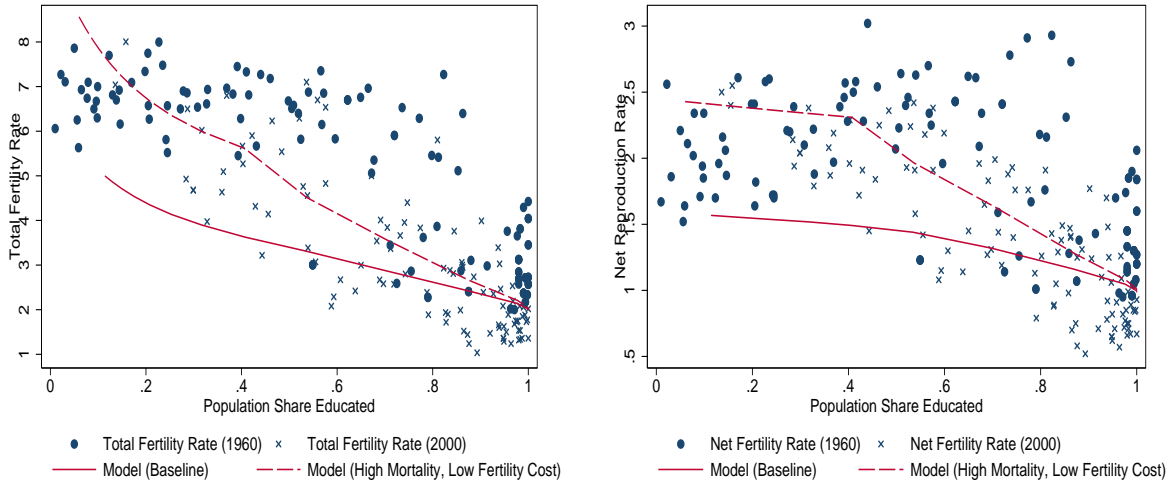 Total Fertility Rate
8
7
6
5
4
3
2
1
0
.2
.4
.6
.8
1
Population Share Educated
Total Fertility Rate (1960)
Total Fertility Rate (2000)
Model (Baseline)
Model (High Mortality, Low Fertility Cost)
Net Reproduction Rate
3
2.5
2
1.5
1
.5
0
.2
.4
.6
.8
1
Population Share Educated
Net Fertility Rate (1960)
Net Fertility Rate (2000)
Model (Baseline)
Model (High Mortality, Low Fertility Cost)